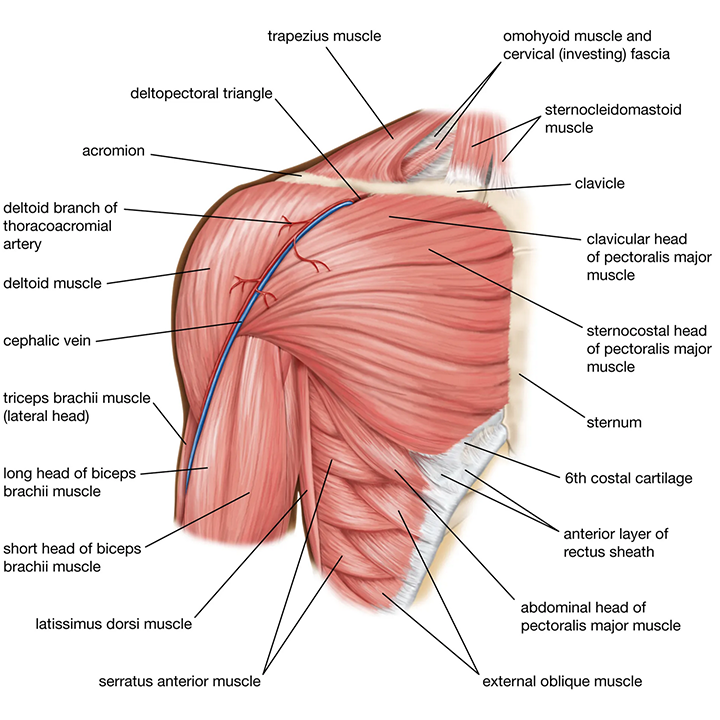 trapezius muscle
omohyoid muscle and
cervical (investing) fascia
deltopectoral triangle
sternocleidomastoid
muscle
acromion
clavicle
deltoid branch of
thoracoacromial
artery
clavicular head
of pectoralis major
muscle
deltoid muscle
sternocostal head
of pectoralis major
muscle
cephalic vein
triceps brachii muscle
(lateral head)
sternum
long head of biceps
brachii muscle
6th costal cartilage
anterior layer of
rectus sheath
short head of biceps
brachii muscle
abdominal head of
pectoralis major muscle
latissimus dorsi muscle
serratus anterior muscle
external oblique muscle